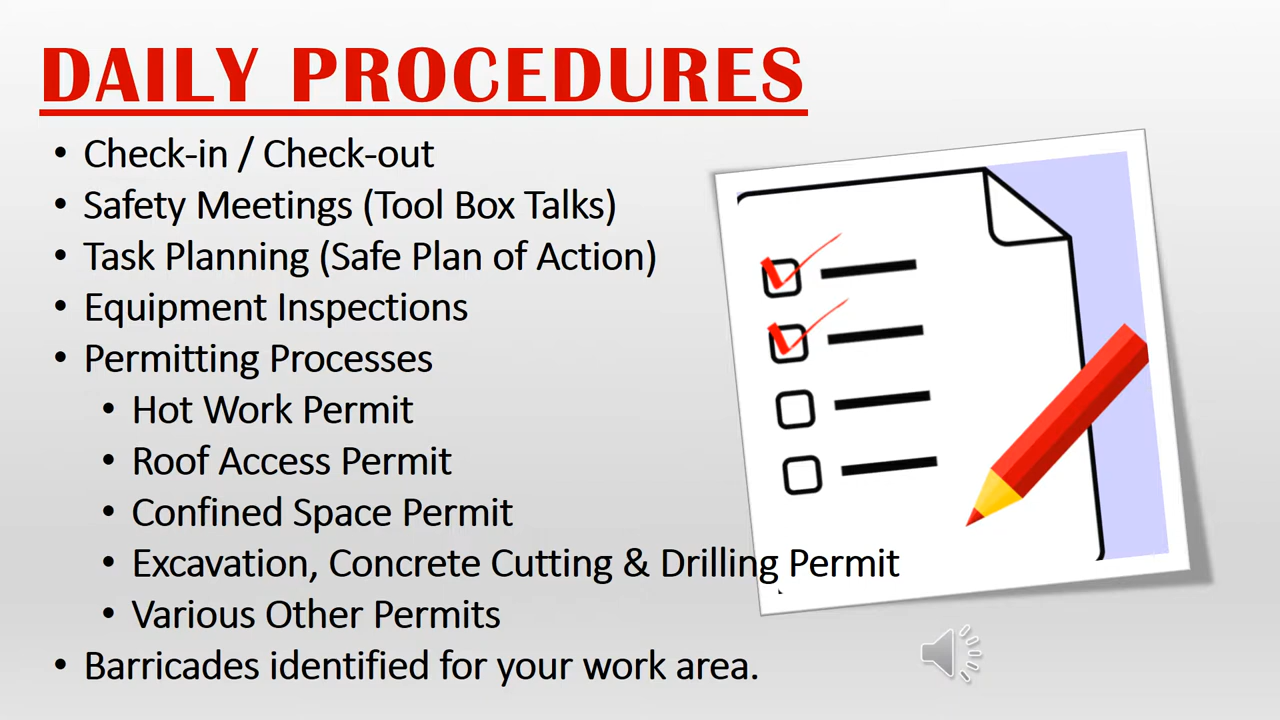 DAILY PROCEDURES
• Check-in / Check-out
• Safety Meetings (Tool Box Talks)
• Task Planning (Safe Plan of Action)
• Equipment Inspections
• Permitting Processes
• Hot Work Permit
• Roof Access Permit
• Confined Space Permit
• Excavation, Concrete Cutting & Drilling Permit
• Various Other Permits
• Barricades identified for your work area.